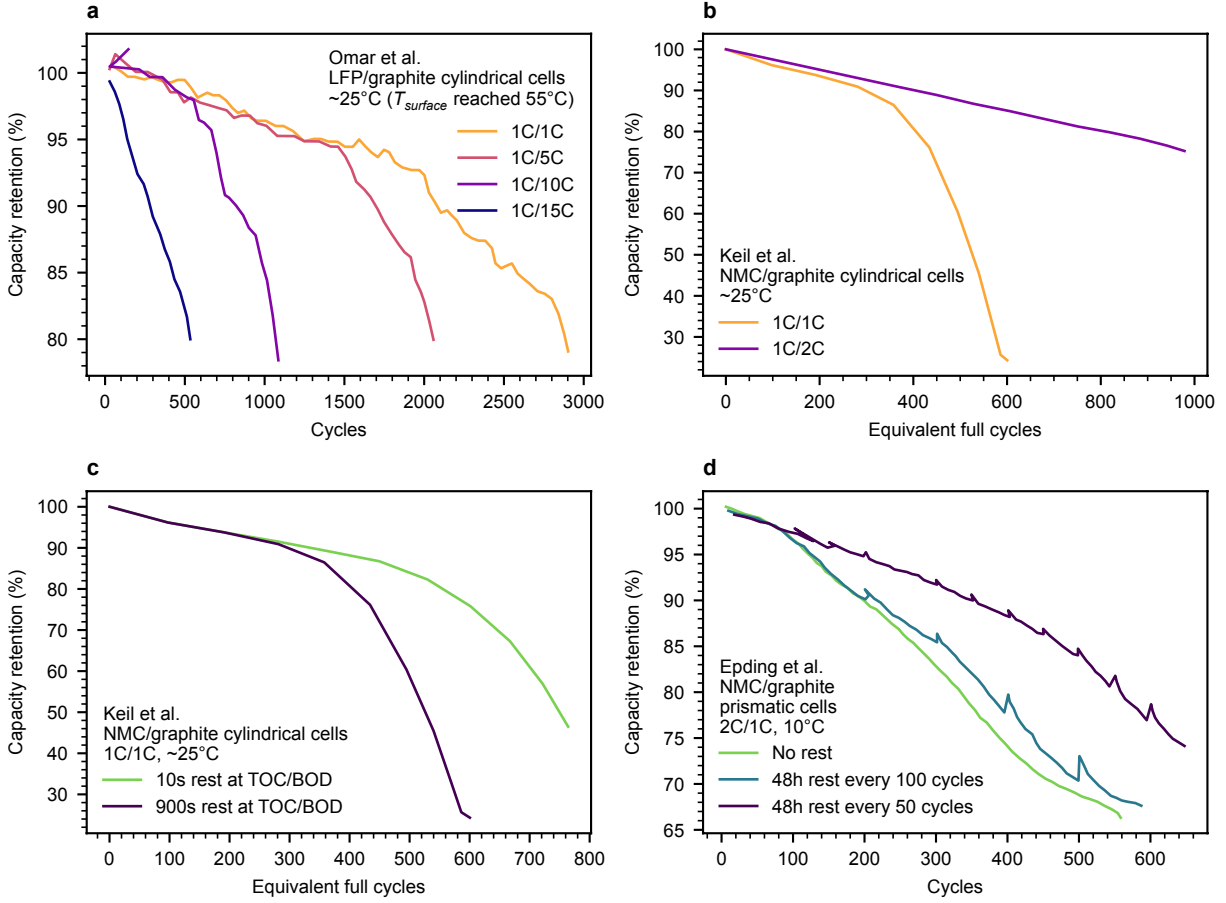 a
Capacity retention (%)
100
95
90
85
80
Omar et al.
LFP/graphite cylindrical cells
~25°C (T_surface reached 55°C)
1C/1C
1C/5C
1C/10C
1C/15C
0
500
1000
1500
2000
2500
3000
Cycles
b
Capacity retention (%)
100
90
80
70
60
50
40
30
Keil et al.
NMC/graphite cylindrical cells
~25°C
1C/1C
1C/2C
0
200
400
600
800
1000
Equivalent full cycles
c
Capacity retention (%)
100
90
80
70
60
50
40
30
Keil et al.
NMC/graphite cylindrical cells
1C/1C, ~25°C
10s rest at TOC/BOD
900s rest at TOC/BOD
0
100
200
300
400
500
600
700
800
Equivalent full cycles
d
Capacity retention (%)
100
95
90
85
80
75
70
65
Epding et al.
NMC/graphite
prismatic cells
2C/1C, 10°C
No rest
48h rest every 100 cycles
48h rest every 50 cycles
0
100
200
300
400
500
600
Cycles